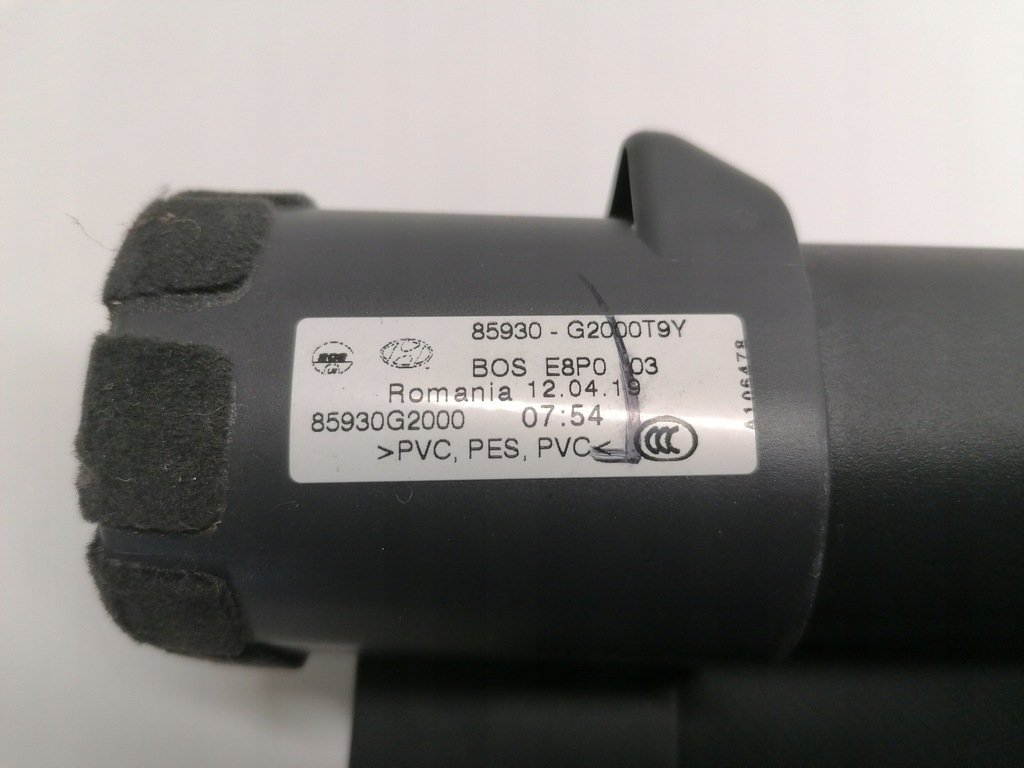 85930 - G2000T9Y
BOS E8P0 03
Romania 12.04.19
85930G2000 07:54
>PVC, PES, PVC<
A106478